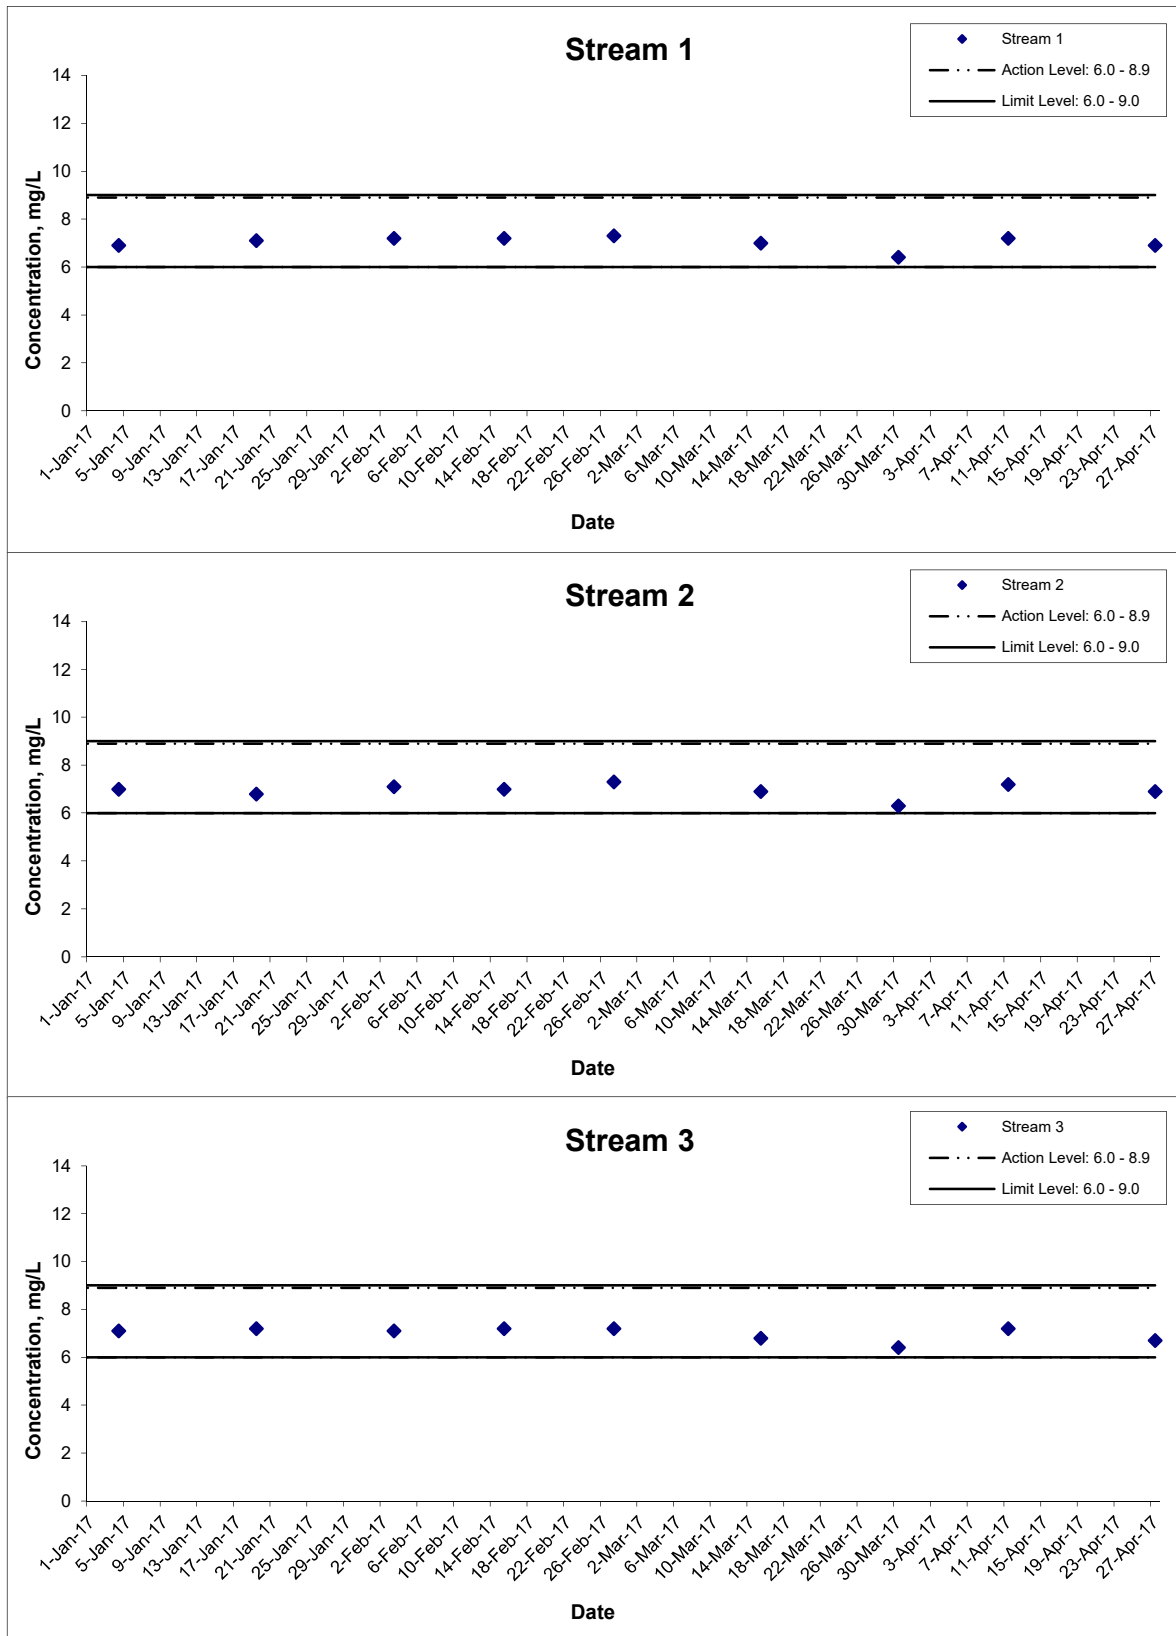 Stream 1
Stream 1
Action Level: 6.0 - 8.9
Limit Level: 6.0 - 9.0
Concentration, mg/L
14
12
10
8
6
4
2
0
1-Jan-17
5-Jan-17
9-Jan-17
13-Jan-17
17-Jan-17
21-Jan-17
25-Jan-17
29-Jan-17
2-Feb-17
6-Feb-17
10-Feb-17
14-Feb-17
18-Feb-17
22-Feb-17
26-Feb-17
2-Mar-17
6-Mar-17
10-Mar-17
14-Mar-17
18-Mar-17
22-Mar-17
26-Mar-17
30-Mar-17
3-Apr-17
7-Apr-17
11-Apr-17
15-Apr-17
19-Apr-17
23-Apr-17
27-Apr-17
Date
Stream 2
Stream 2
Action Level: 6.0 - 8.9
Limit Level: 6.0 - 9.0
Concentration, mg/L
14
12
10
8
6
4
2
0
1-Jan-17
5-Jan-17
9-Jan-17
13-Jan-17
17-Jan-17
21-Jan-17
25-Jan-17
29-Jan-17
2-Feb-17
6-Feb-17
10-Feb-17
14-Feb-17
18-Feb-17
22-Feb-17
26-Feb-17
2-Mar-17
6-Mar-17
10-Mar-17
14-Mar-17
18-Mar-17
22-Mar-17
26-Mar-17
30-Mar-17
3-Apr-17
7-Apr-17
11-Apr-17
15-Apr-17
19-Apr-17
23-Apr-17
27-Apr-17
Date
Stream 3
Stream 3
Action Level: 6.0 - 8.9
Limit Level: 6.0 - 9.0
Concentration, mg/L
14
12
10
8
6
4
2
0
1-Jan-17
5-Jan-17
9-Jan-17
13-Jan-17
17-Jan-17
21-Jan-17
25-Jan-17
29-Jan-17
2-Feb-17
6-Feb-17
10-Feb-17
14-Feb-17
18-Feb-17
22-Feb-17
26-Feb-17
2-Mar-17
6-Mar-17
10-Mar-17
14-Mar-17
18-Mar-17
22-Mar-17
26-Mar-17
30-Mar-17
3-Apr-17
7-Apr-17
11-Apr-17
15-Apr-17
19-Apr-17
23-Apr-17
27-Apr-17
Date